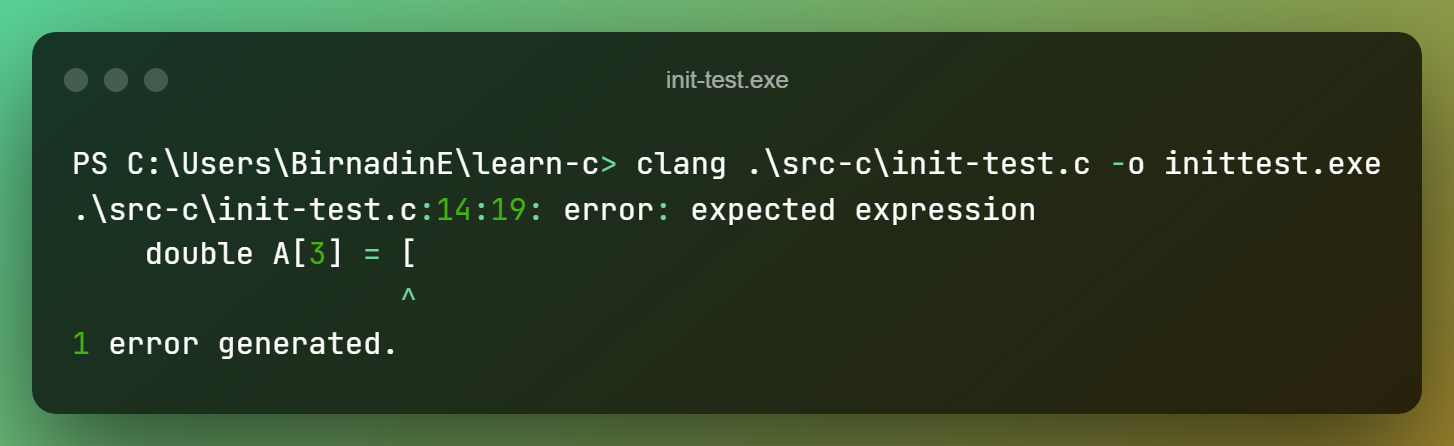 init-test.exe
PS C:\Users\BirnadinE\learn-c> clang .\src-c\init-test.c -o inittest.exe
.\src-c\init-test.c:14:19: error: expected expression
    double A[3] = [
                  ^
1 error generated.